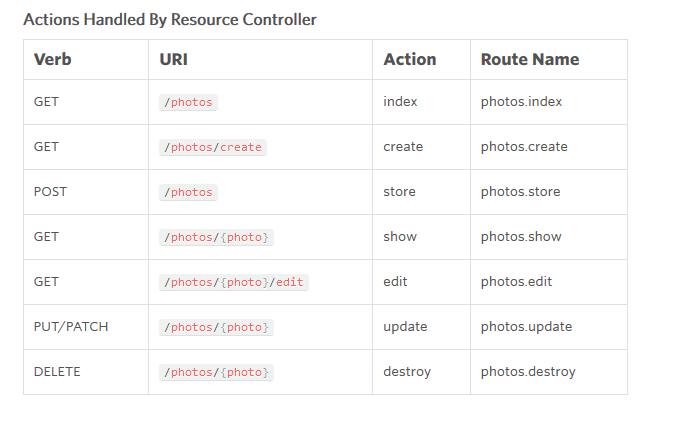 Actions Handled By Resource Controller
Verb URI Action Route Name
GET /photos index photos.index
GET /photos/create create photos.create
POST /photos store photos.store
GET /photos/{photo} show photos.show
GET /photos/{photo}/edit edit photos.edit
PUT/PATCH /photos/{photo} update photos.update
DELETE /photos/{photo} destroy photos.destroy